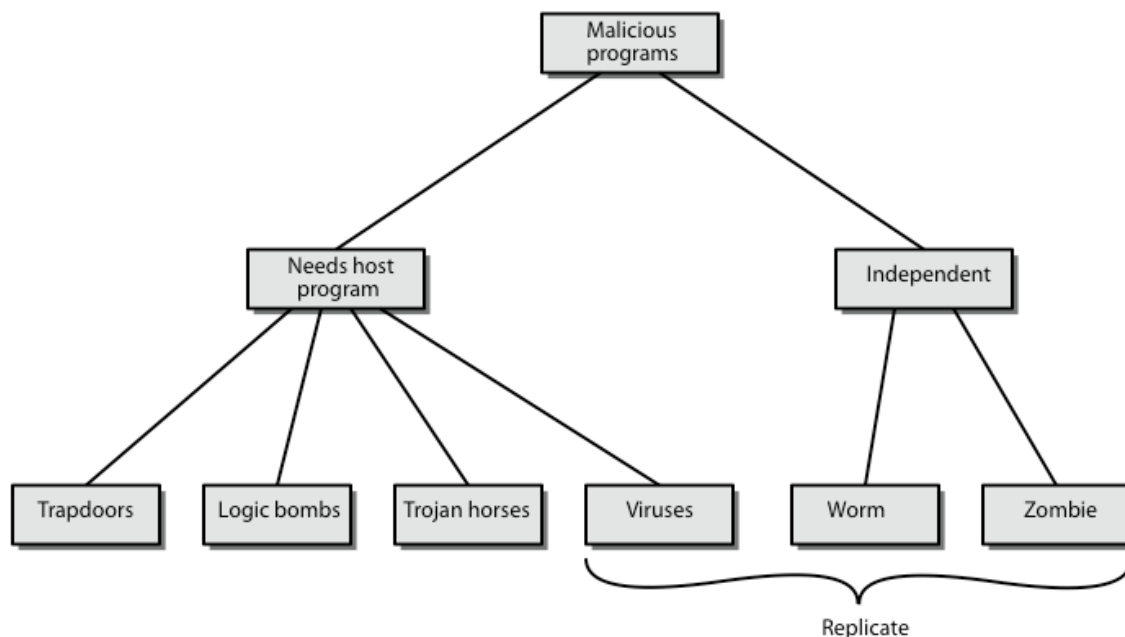 Malicious
programs
Needs host
program
Independent
Trapdoors
Logic bombs
Trojan horses
Viruses
Worm
Zombie
Replicate